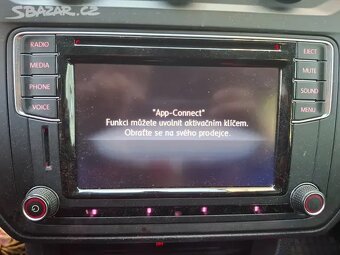 SBAZAR.CZ
RADIO
MEDIA
PHONE
VOICE
EJECT
MUTE
SOUND
MENU
"App-Connect"
Funkci můžete uvolnit aktivačním klíčem.
Obraťte se na svého prodejce.